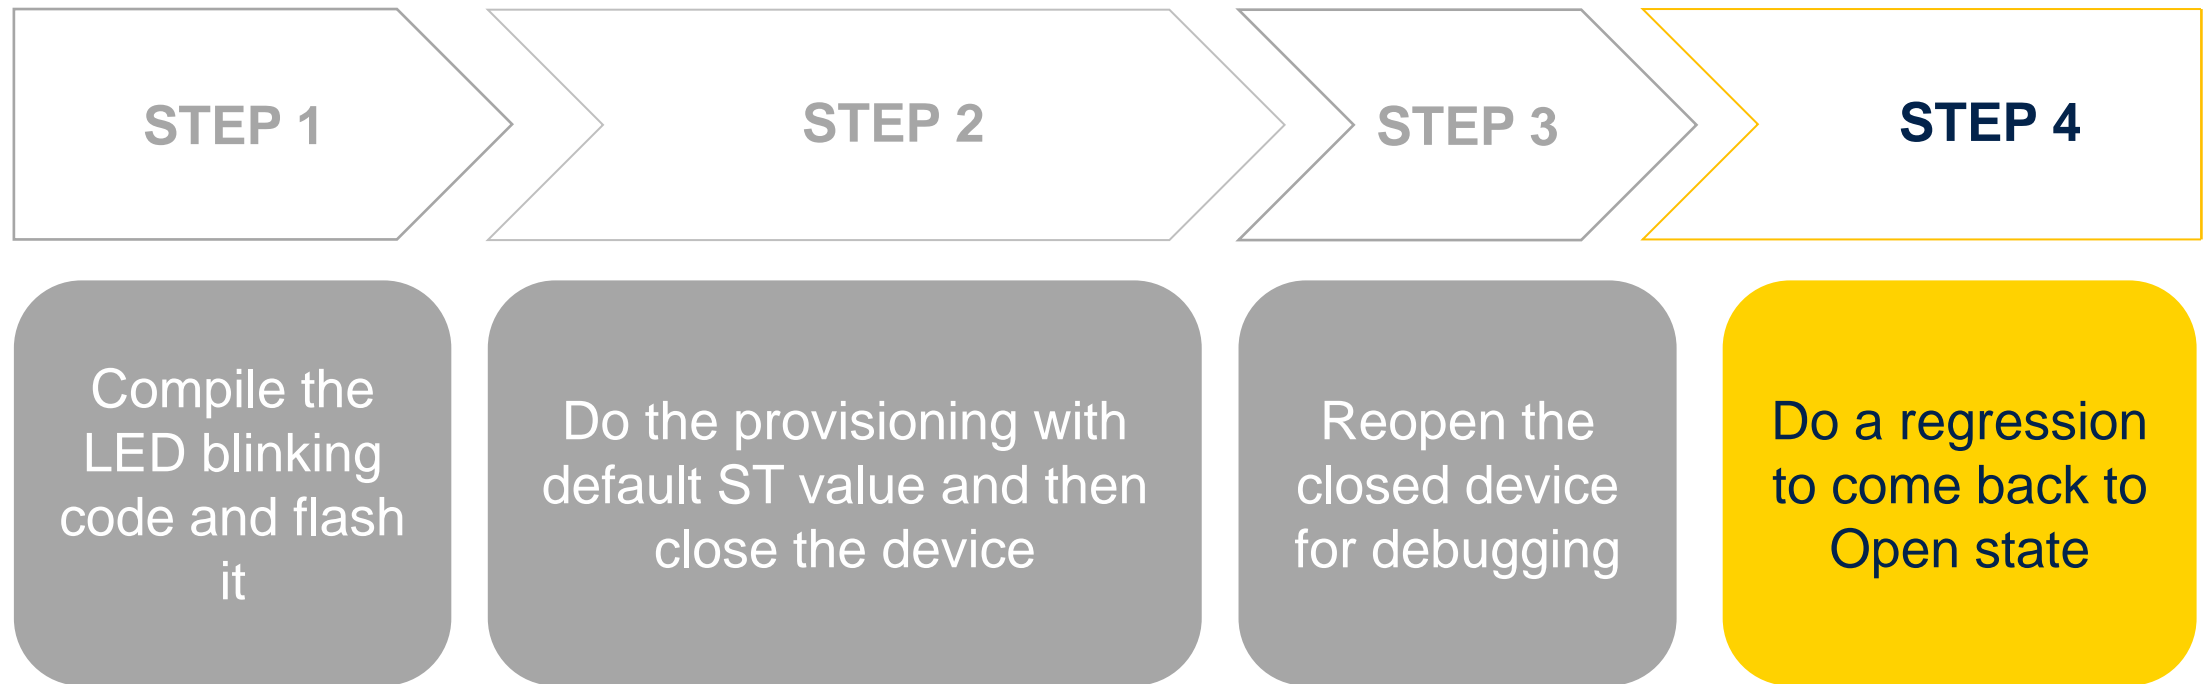 STEP 1
STEP 2
STEP 3
STEP 4
Compile the
LED blinking
code and flash
it
Do the provisioning with
default ST value and then
close the device
Reopen the
closed device
for debugging
Do a regression
to come back to
Open state